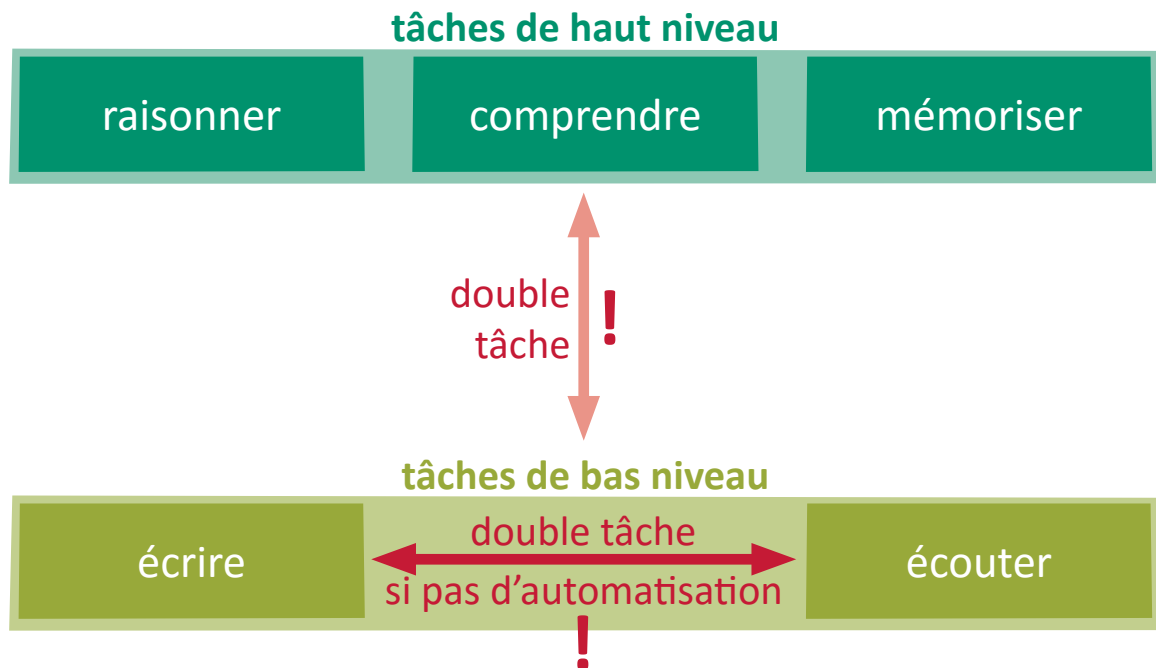 tâches de haut niveau
raisonner
comprendre
mémoriser
double
tâche
!
tâches de bas niveau
écrire
double tâche
si pas d’automatisation
!
écouter